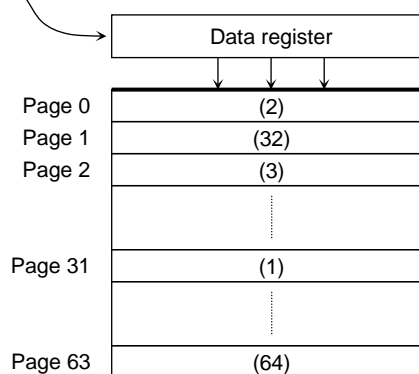 Data register
Page 0 (2)
Page 1 (32)
Page 2 (3)
Page 31 (1)
Page 63 (64)